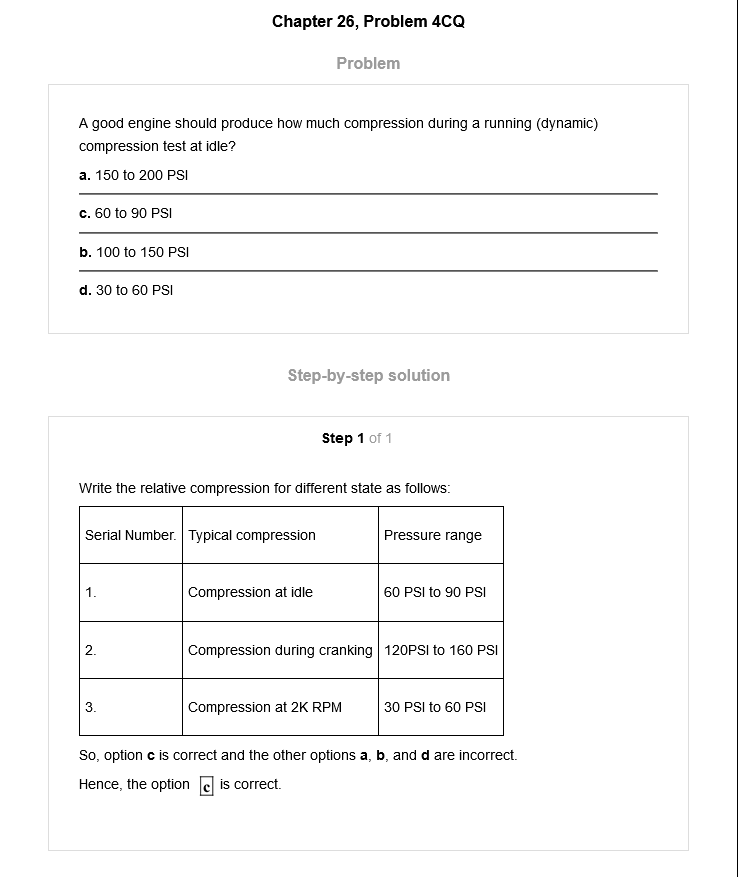 Chapter 26, Problem 4CQ
Problem
A good engine should produce how much compression during a running (dynamic)
compression test at idle?
a. 150 to 200 PSI
c. 60 to 90 PSI
b. 100 to 150 PSI
d. 30 to 60 PSI
Step-by-step solution
Step 1 of 1
Write the relative compression for different state as follows:
Serial Number. Typical compression Pressure range
1. Compression at idle 60 PSI to 90 PSI
2. Compression during cranking 120PSI to 160 PSI
3. Compression at 2K RPM 30 PSI to 60 PSI
So, option c is correct and the other options a, b, and d are incorrect.
Hence, the option c is correct.